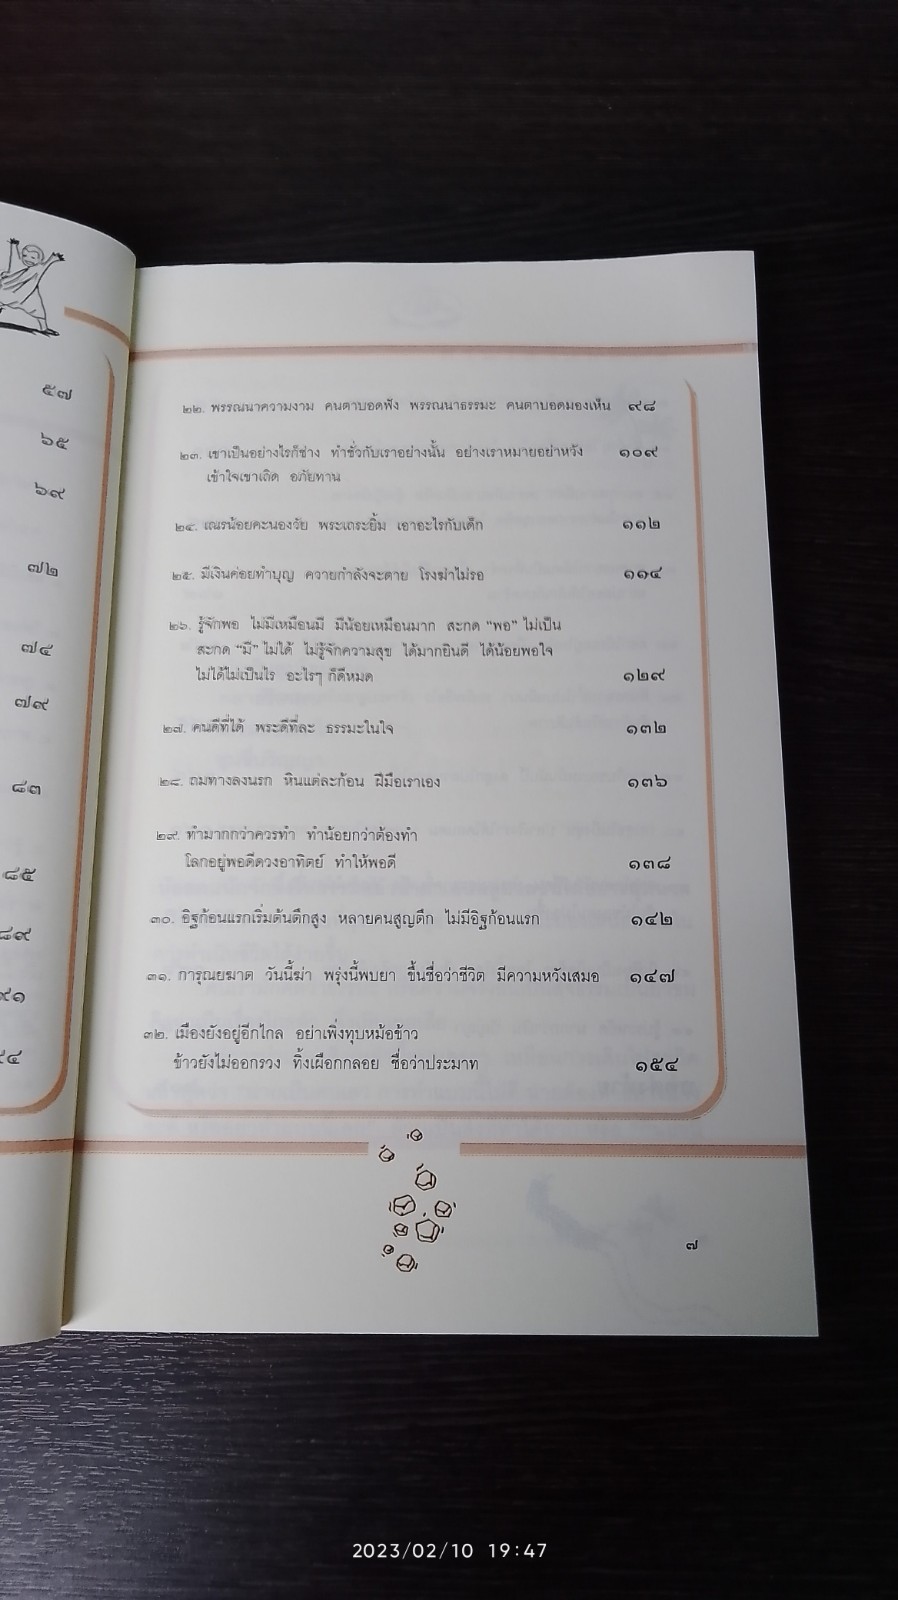 ๕๗
๖๕
๖๙
๗๒
๗๔
๗๙
๘๓
๘๕
๘๙
๙๑
๙๔
๒๒. พรรณนาความงาม คนตาบอดฟัง พรรณนาธรรมะ คนตาบอดมองเห็น ๙๘
๒๓. เขาเป็นอย่างไรก็ช่าง ทำชั่วกับเราอย่างนั้น อย่างเราหมายอย่าหวัง ๑๐๙
เข้าใจเขาเถิด อภัยทาน
๒๔. เณรน้อยคะนองวัย พระเถระยิ้ม เอาอะไรกับเด็ก ๑๑๒
๒๕. มีเงินค่อยทำบุญ ควายกำลังจะตาย โรงฆ่าไม่รอ ๑๑๔
๒๖. รู้จักพอ ไม่มีเหมือนมี มีน้อยเหมือนมาก สะกด "พอ" ไม่เป็น
สะกด "มี" ไม่ได้ ไม่รู้จักความสุข ได้มากยินดี ได้น้อยพอใจ
ไม่ได้ไม่เป็นไร อะไรๆ ก็ดีหมด ๑๒๙
๒๗. คนดีที่ได้ พระดีที่ละ ธรรมะในใจ ๑๓๒
๒๘. ถมทางลงนรก หินแต่ละก้อน ฝีมือเราเอง ๑๓๖
๒๙. ทำมากกว่าควรทำ ทำน้อยกว่าต้องทำ
โลกอยู่พอดีดวงอาทิตย์ ทำให้พอดี ๑๓๘
๓๐. อิฐก้อนแรกเริ่มต้นตึกสูง หลายคนสูญตึก ไม่มีอิฐก้อนแรก ๑๔๒
๓๑. การุณยฆาต วันนี้ฆ่า พรุ่งนี้พบยา ขึ้นชื่อว่าชีวิต มีความหวังเสมอ ๑๔๗
๓๒. เมืองยังอยู่อีกไกล อย่าเพิ่งทุบหม้อข้าว
ข้าวยังไม่ออกรวง ทิ้งเผือกกลอย ชื่อว่าประมาท ๑๕๔
๗
2023/02/10 19:47